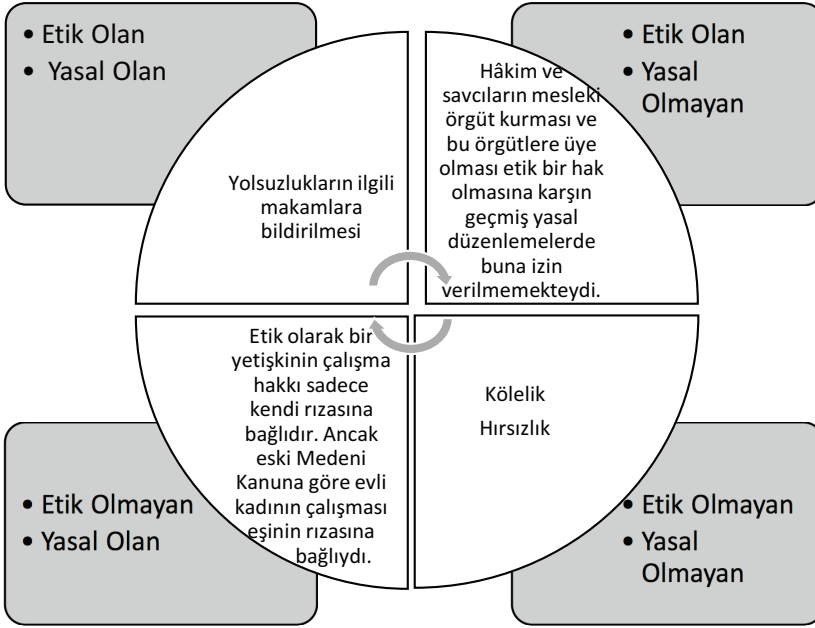 • Etik Olan
• Yasal Olan
Yolsuzlukların ilgili
makamlara
bildirilmesi
• Etik Olan
• Yasal
Olmayan
Hâkim ve
savcıların mesleki
örgüt kurması ve
bu örgütlere üye
olması etik bir hak
olmasına karşın
geçmiş yasal
düzenlemelerde
buna izin
verilmemekteydi.
Etik olarak bir
yetişkinin çalışma
hakkı sadece
kendi rızasına
bağlıdır. Ancak
eski Medeni
Kanuna göre evli
kadının çalışması
eşinin rızasına
bağlıydı.
• Etik Olmayan
• Yasal Olan
Kölelik
Hırsızlık
• Etik Olmayan
• Yasal
Olmayan